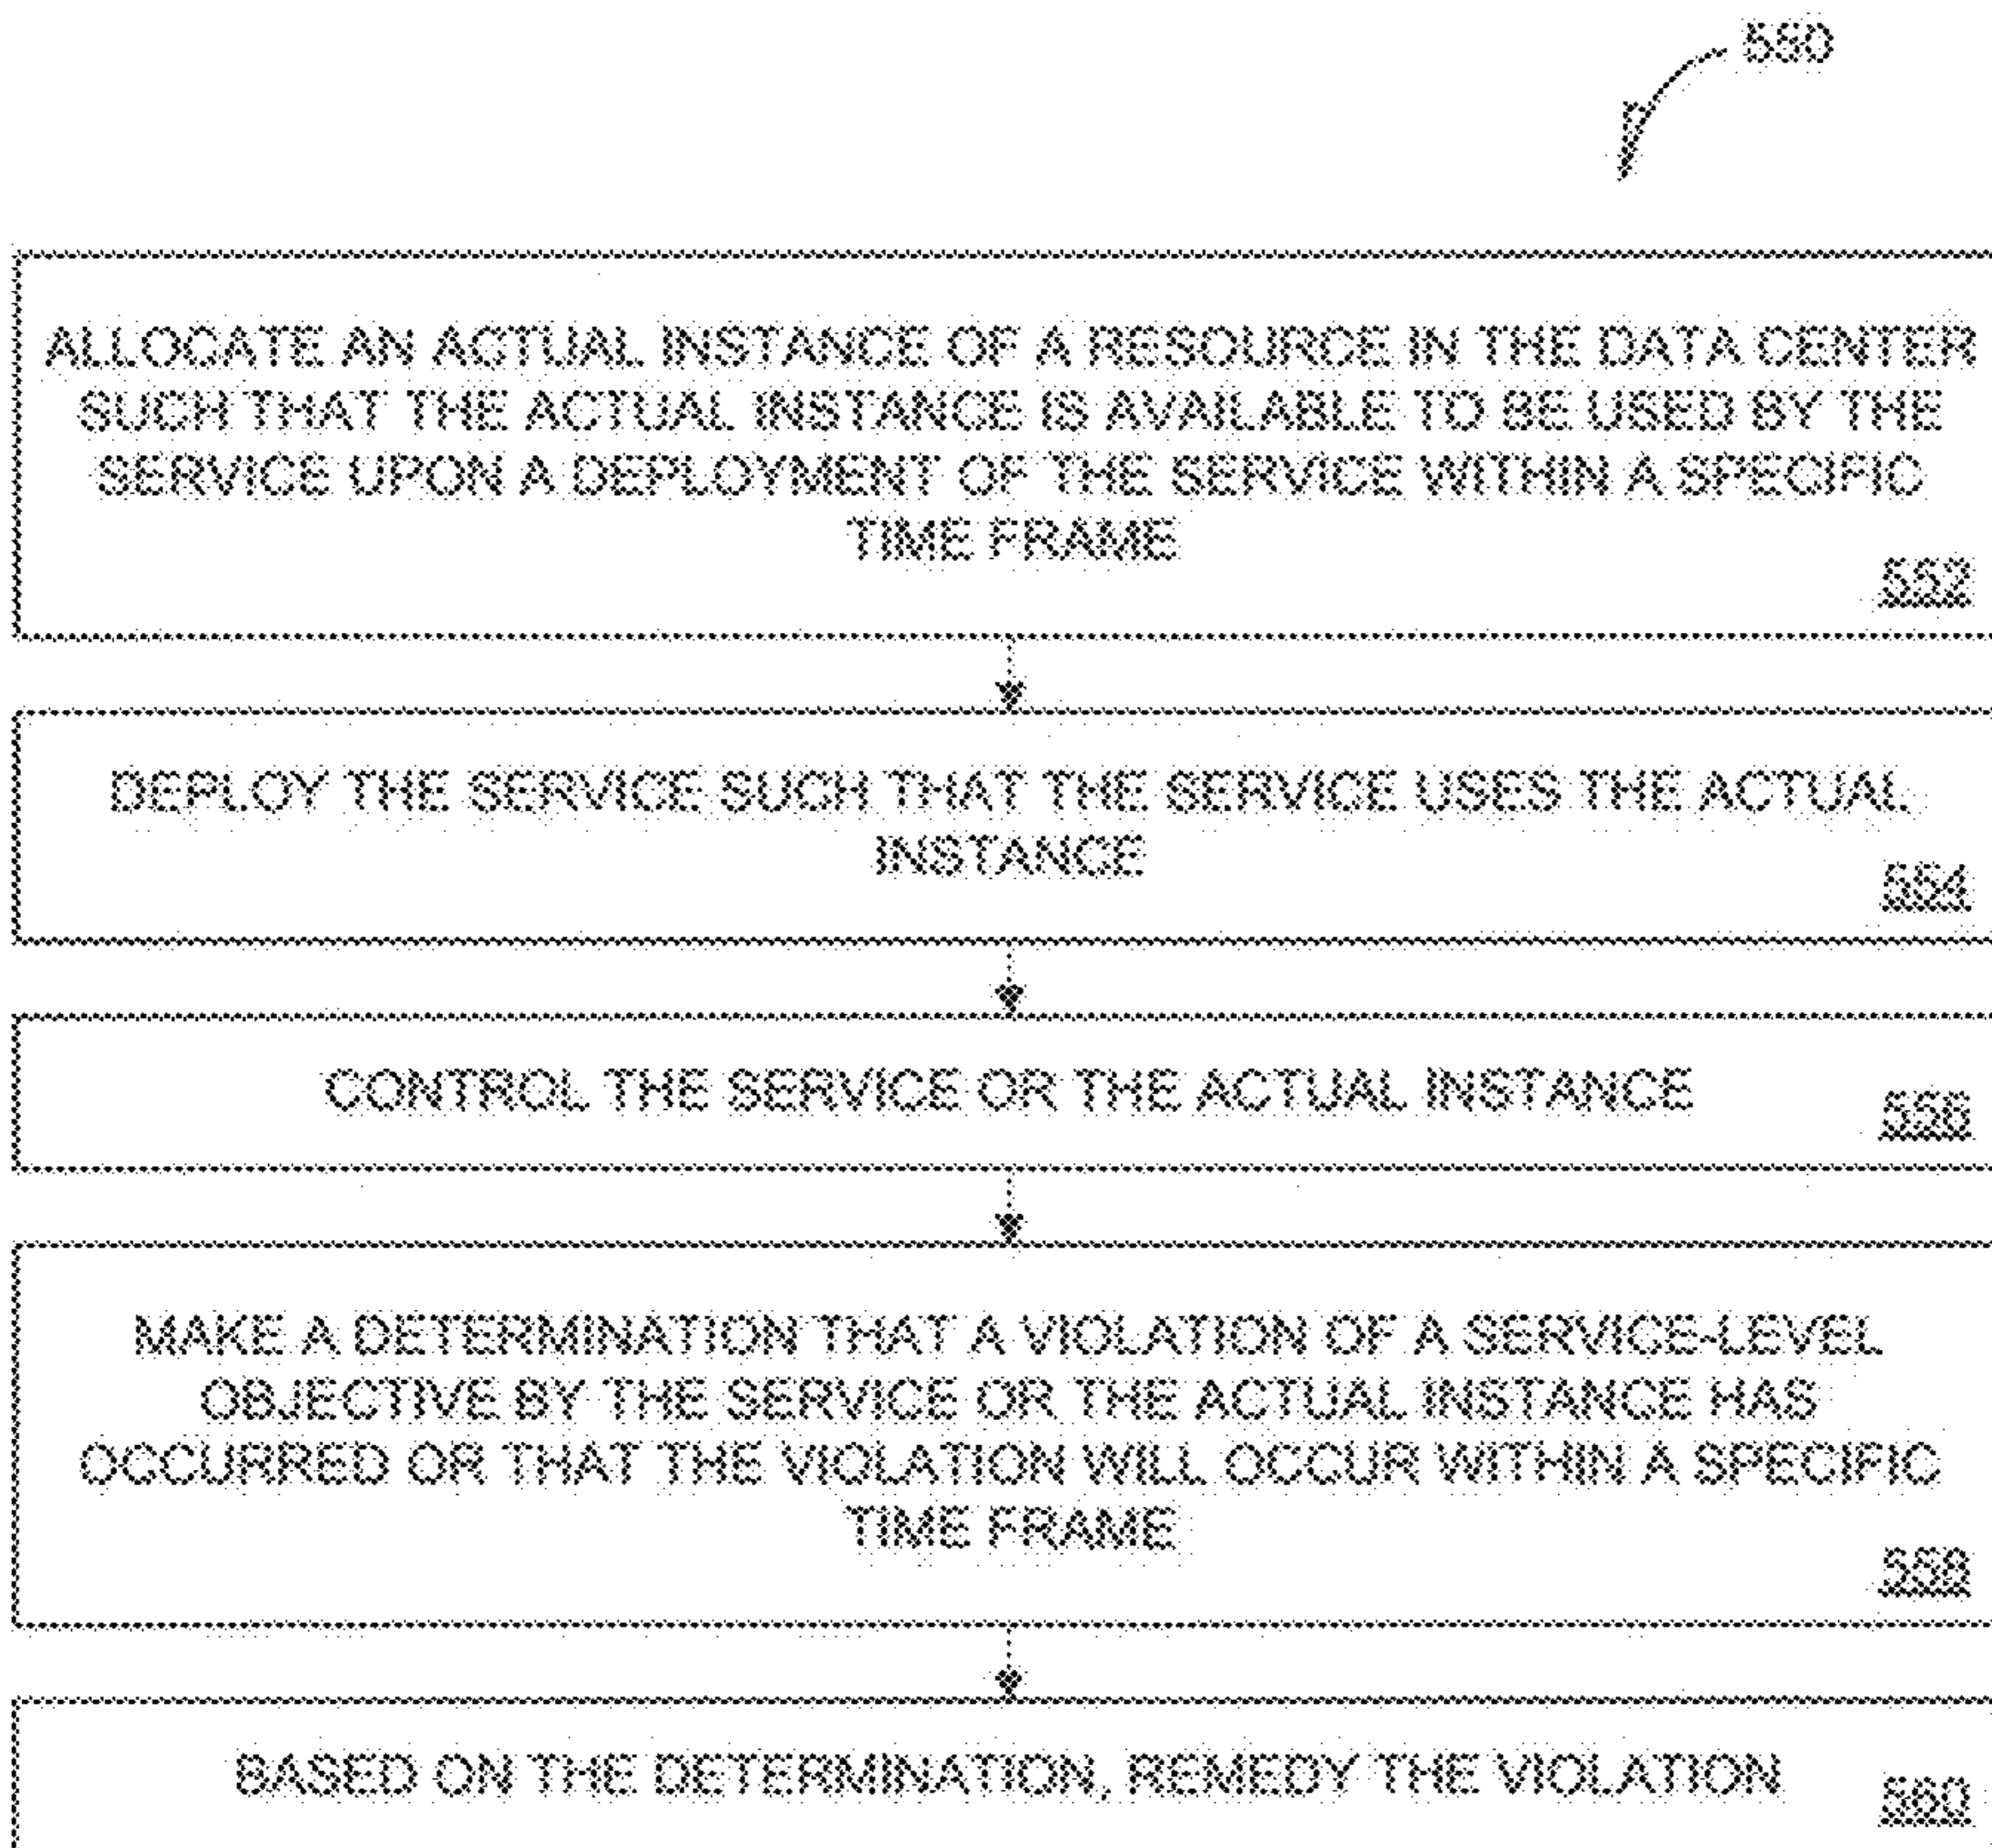 550
ALLOCATE AN ACTUAL INSTANCE OF A RESOURCE IN THE DATA CENTER
SUCH THAT THE ACTUAL INSTANCE IS AVAILABLE TO BE USED BY THE
SERVICE UPON A DEPLOYMENT OF THE SERVICE WITHIN A SPECIFIC
TIME FRAME
552
DEPLOY THE SERVICE SUCH THAT THE SERVICE USES THE ACTUAL
INSTANCE
554
CONTROL THE SERVICE OR THE ACTUAL INSTANCE
556
MAKE A DETERMINATION THAT A VIOLATION OF A SERVICE-LEVEL
OBJECTIVE BY THE SERVICE OR THE ACTUAL INSTANCE HAS
OCCURRED OR THAT THE VIOLATION WILL OCCUR WITHIN A SPECIFIC
TIME FRAME
558
BASED ON THE DETERMINATION, REMEDY THE VIOLATION
560